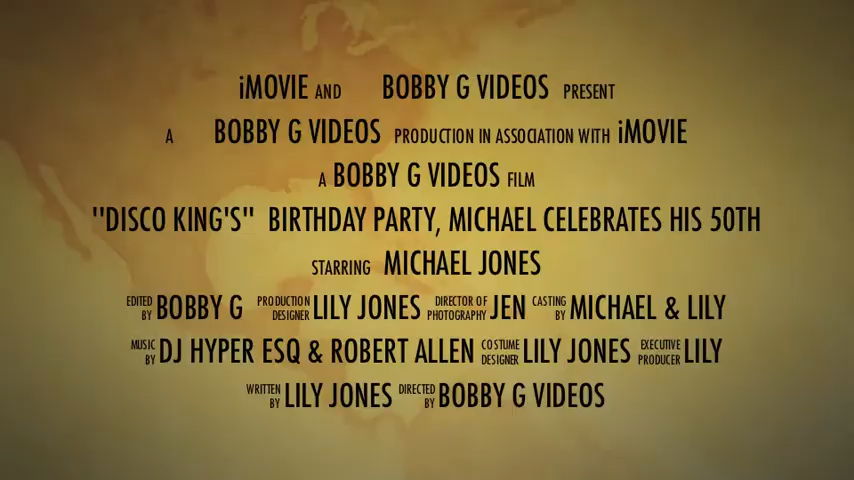 iMOVIE AND BOBBY G VIDEOS PRESENT
A BOBBY G VIDEOS PRODUCTION IN ASSOCIATION WITH iMOVIE
A BOBBY G VIDEOS FILM
"DISCO KING'S" BIRTHDAY PARTY, MICHAEL CELEBRATES HIS 50TH
STARRING MICHAEL JONES
EDITED BY BOBBY G PRODUCTION DESIGNER LILY JONES DIRECTOR OF PHOTOGRAPHY JEN CASTING BY MICHAEL & LILY
MUSIC BY DJ HYPER ESQ & ROBERT ALLEN COSTUME DESIGNER LILY JONES EXECUTIVE PRODUCER LILY
WRITTEN BY LILY JONES DIRECTED BY BOBBY G VIDEOS